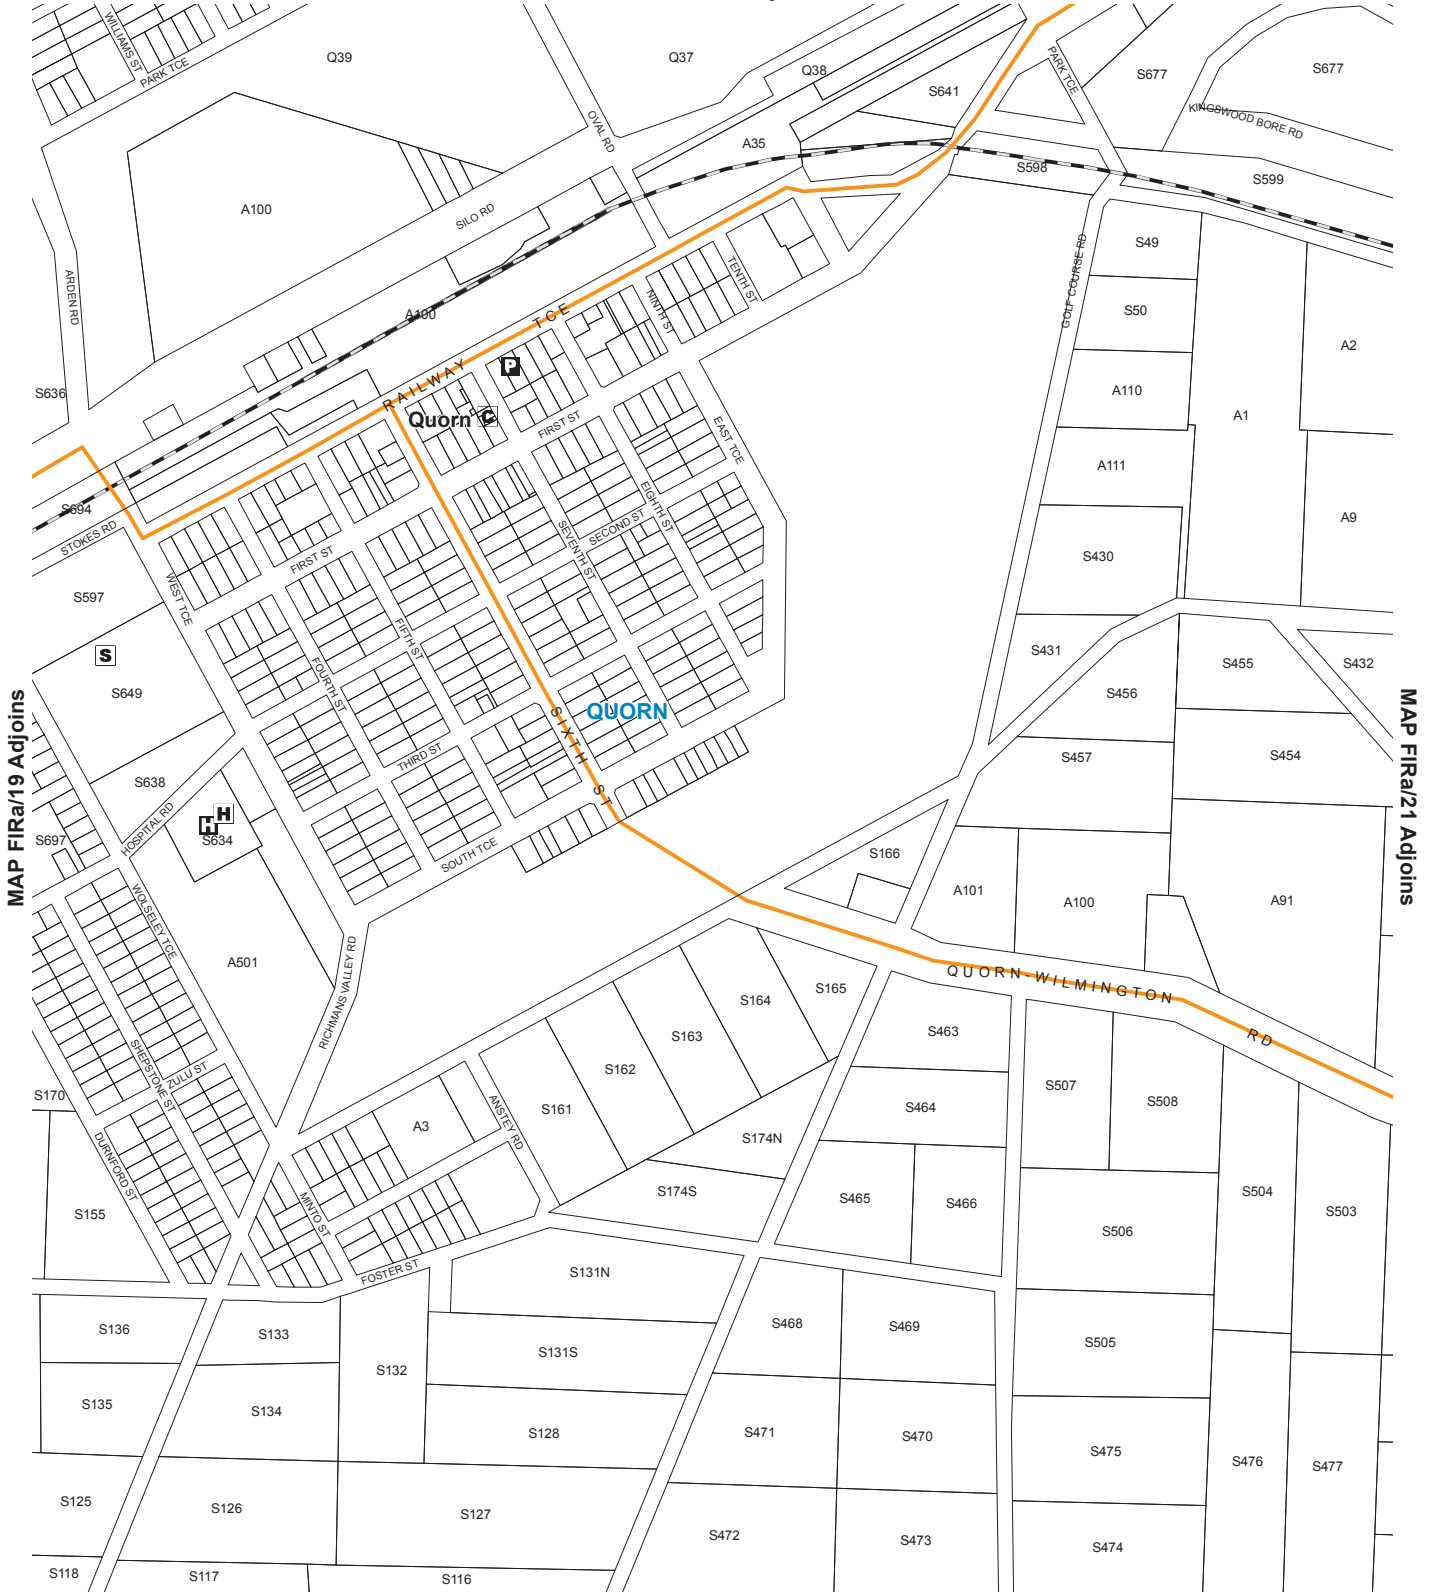 WILLIAMS ST
PARK TCE
Q39
Q37
Q38
PARK TCE
S677
S677
S641
KINGSWOOD BORE RD
OVAL RD
A35
S598
S599
A100
SILO RD
ARDEN RD
S49
GOLF COURSE RD
TENTH ST
NINTH ST
S50
A100
RAILWAY TCE
A2
P
S636
A110
A1
Quorn
C
FIRST ST
EAST TCE
A111
S694
STOKES RD
EIGHTH ST
SECOND ST
SEVENTH ST
A9
FIRST ST
S430
WEST TCE
S597
FIFTH ST
S
S649
FOURTH ST
S431
S455
S432
S456
QUORN
SIXTH ST
MAP FIRa/19 Adjoins
MAP FIRa/21 Adjoins
THIRD ST
S457
S454
S638
HOSPITAL RD
H
H
S634
S697
SOUTH TCE
S166
A101
A100
A91
WOLSELEY TCE
A501
RICHMANS VALLEY RD
QUORN-WILMINGTON RD
S165
S164
S163
S463
S162
SHEPSTONE ST
ZULU ST
S170
S507
S508
S161
ANSTEY RD
S464
A3
S174N
DURNFORD ST
S174S
S465
S466
S504
S503
S155
MINTO ST
S506
FOSTER ST
S131N
S136
S133
S468
S469
S505
S131S
S132
S135
S134
S128
S471
S470
S475
S476
S477
S125
S126
S127
S472
S473
S474
S118
S117
S116